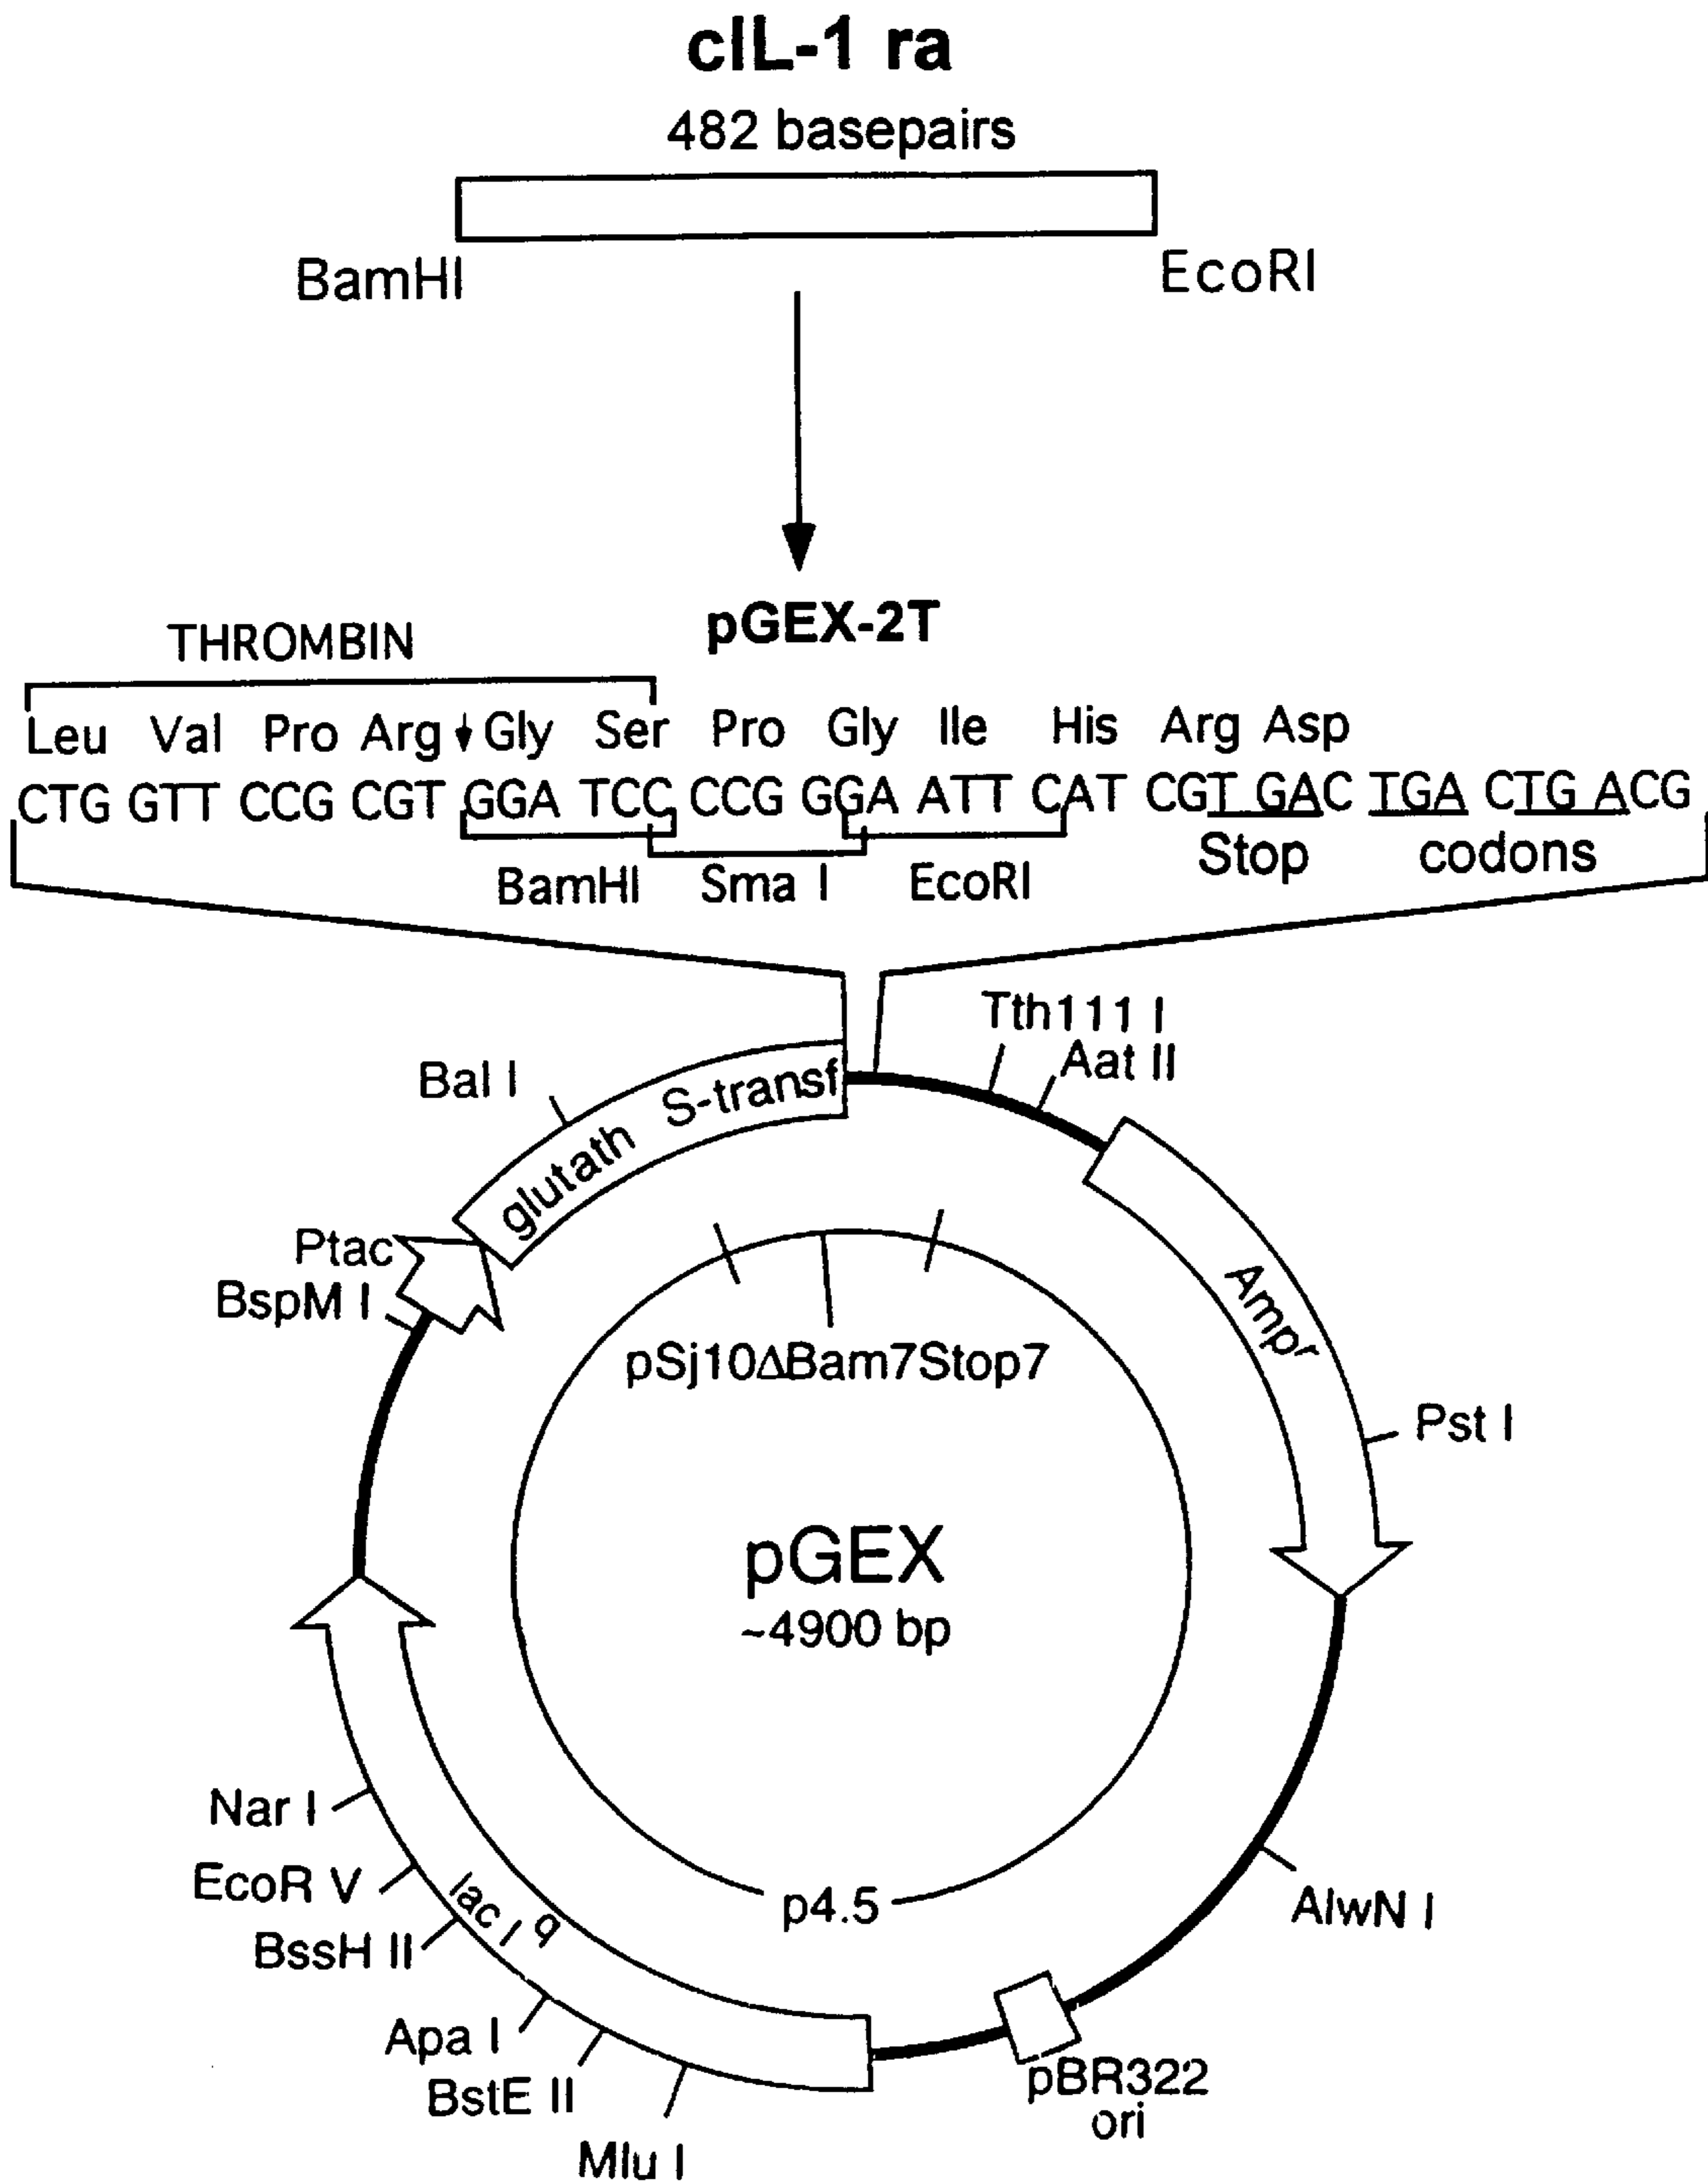 cIL-1 ra
482 basepairs
BamHI
EcoRI
pGEX-2T
THROMBIN
Leu Val Pro Arg Gly Ser Pro Gly Ile His Arg Asp
CTG GTT CCG CGT GGA TCC CCG GGA ATT CAT CGT GAC TGA CTG ACG
Stop codons
BamHI Sma I EcoRI
Tth111 I
Aat II
Bal I
glutath S-transf
Ptac
BspM I
Ampr
pSj10ΔBam7Stop7
Pst I
pGEX
~4900 bp
Nar I
EcoR V
lac I q
p4.5
AlwN I
BssH II
Apa I
BstE II
pBR322
ori
Mlu I